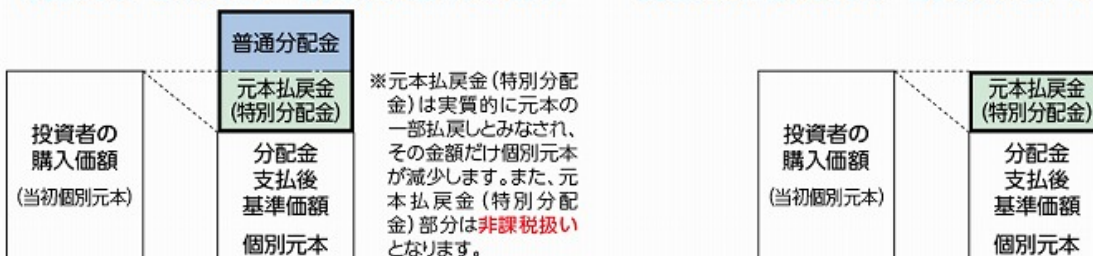 普通分配金
元本払戻金
(特別分配金)
投資者の
購入価額
(当初個別元本)
分配金
支払後
基準価額
個別元本
※元本払戻金(特別分配
金)は実質的に元本の
一部払戻しとみなされ、
その金額だけ個別元本
が減少します。また、元
本払戻金(特別分配
金)部分は非課税扱い
となります。
投資者の
購入価額
(当初個別元本)
元本払戻金
(特別分配金)
分配金
支払後
基準価額
個別元本